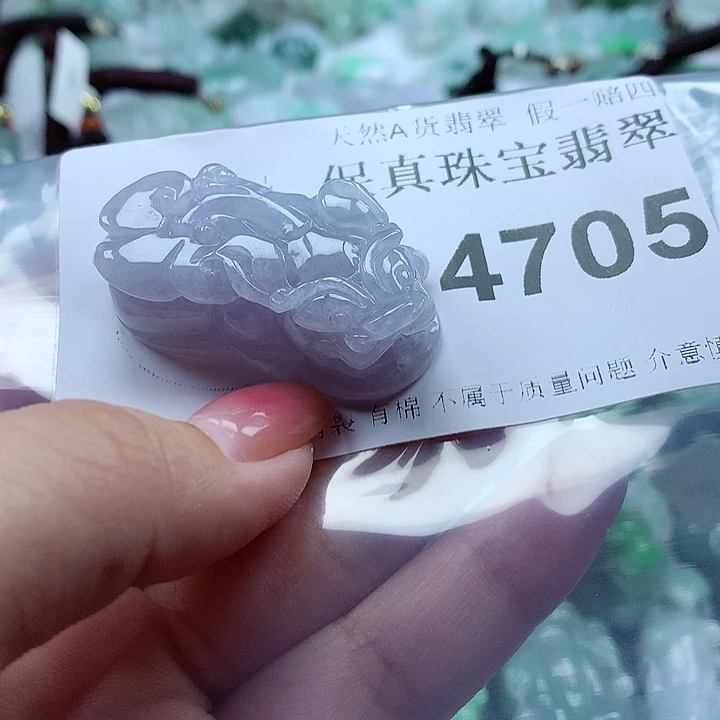 天然A货翡翠 假一赔四
保真珠宝翡翠
4705
有棉 不属于质量问题 介意慎